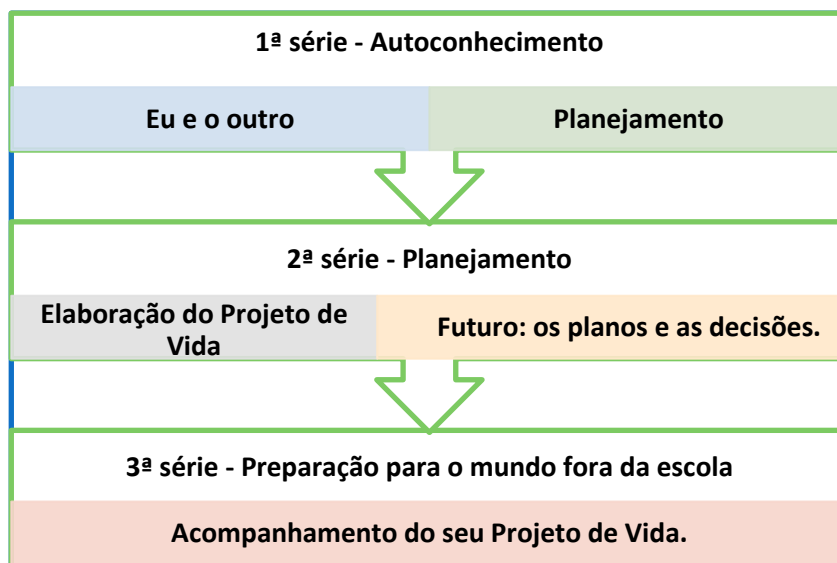 1ª série - Autoconhecimento
Eu e o outro
Planejamento
2ª série - Planejamento
Elaboração do Projeto de
Vida
Futuro: os planos e as decisões.
3ª série - Preparação para o mundo fora da escola
Acompanhamento do seu Projeto de Vida.